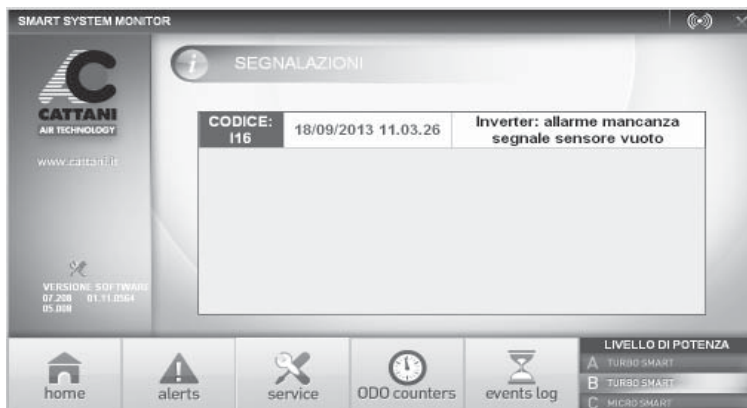 SMART SYSTEM MONITOR
AC
CATTANI
AIR TECHNOLOGY
www.cattani.it
VERSIONE SOFTWARE
07.208 01.11.0564
05.008
i SEGNALAZIONI
CODICE:
I16
18/09/2013 11.03.26
Inverter: allarme mancanza
segnale sensore vuoto
home
alerts
service
ODO counters
events log
LIVELLO DI POTENZA
A TURBO SMART
B TURBO SMART
C MICRO SMART